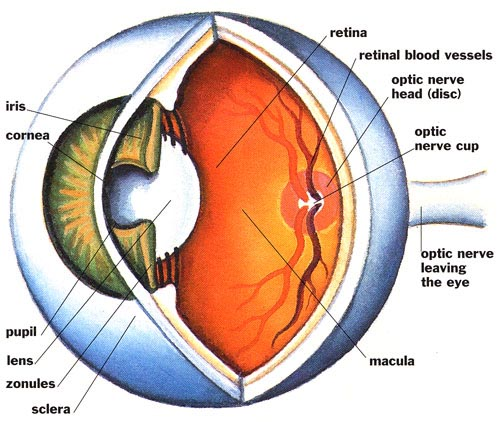 retina
retinal blood vessels
optic nerve
head (disc)
optic
nerve cup
iris
cornea
optic nerve
leaving
the eye
pupil
lens
zonules
sclera
macula